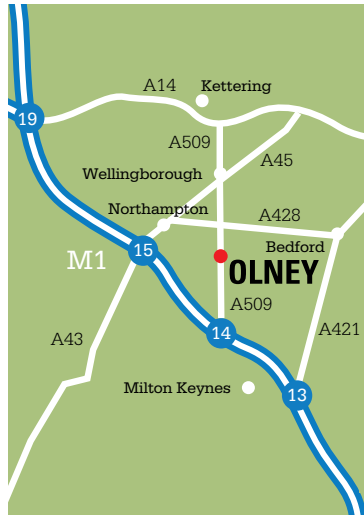 A14
Kettering
19
A509
A45
Wellingborough
Northampton
A428
Bedford
M1
15
OLNEY
A509
A43
14
A421
Milton Keynes
13